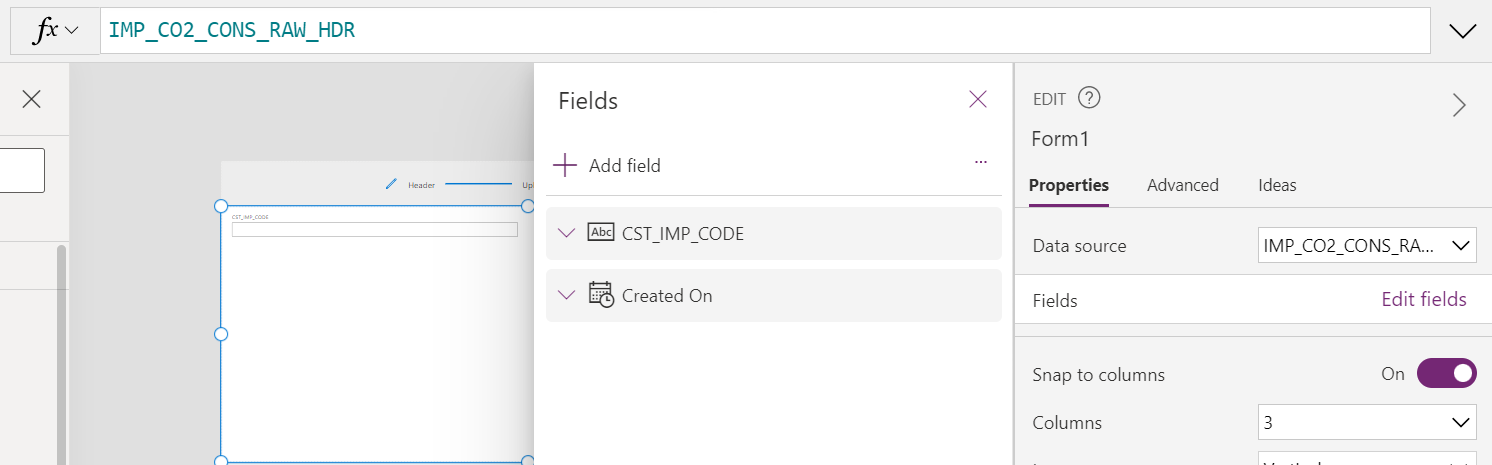 fx IMP_CO2_CONS_RAW_HDR
Fields
Add field
...
CST_IMP_CODE
Abc CST_IMP_CODE
Created On
Header
EDIT ?
Form1
Properties Advanced Ideas
Data source IMP_CO2_CONS_RA...
Fields Edit fields
Snap to columns On
Columns 3